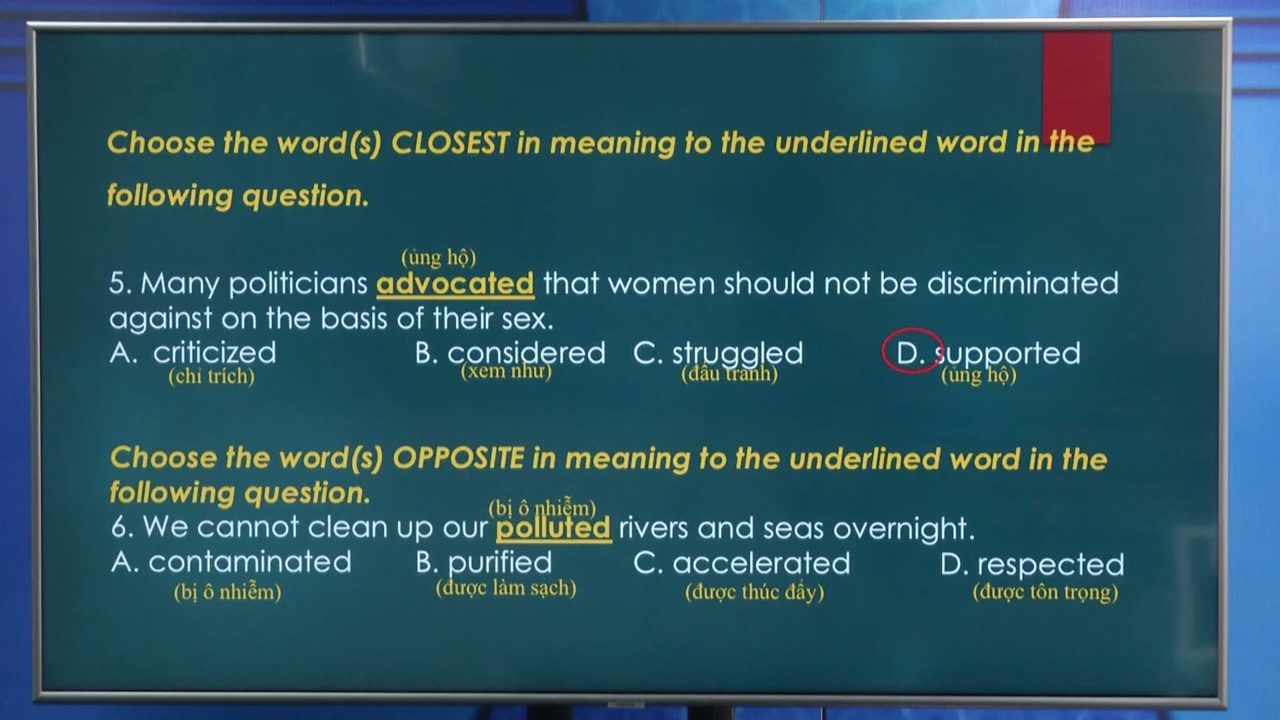 Choose the word(s) CLOSEST in meaning to the underlined word in the
following question.
(ủng hộ)
5. Many politicians advocated that women should not be discriminated
against on the basis of their sex.
A. criticized B. considered C. struggled D. supported
(chỉ trích) (xem như) (đấu tranh) (ủng hộ)
Choose the word(s) OPPOSITE in meaning to the underlined word in the
following question.
(bị ô nhiễm)
6. We cannot clean up our polluted rivers and seas overnight.
A. contaminated B. purified C. accelerated D. respected
(bị ô nhiễm) (được làm sạch) (được thúc đẩy) (được tôn trọng)